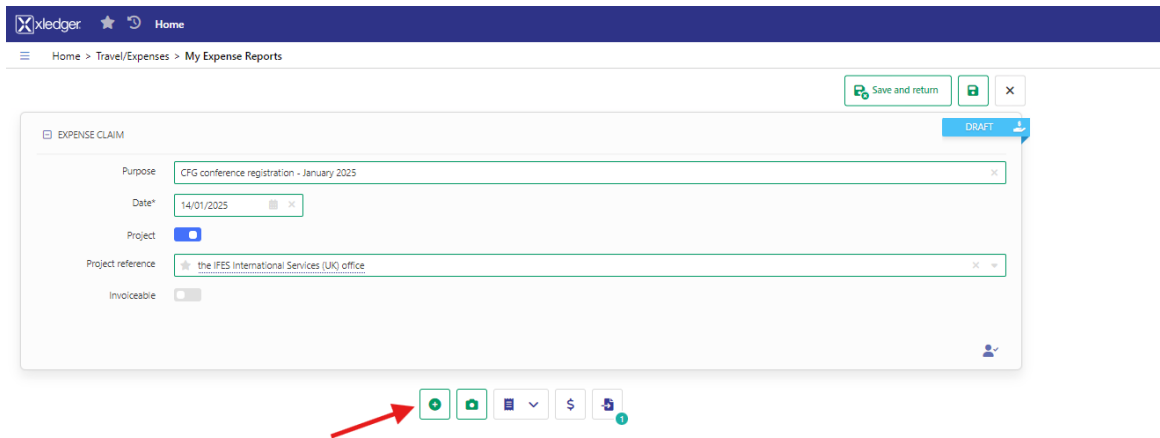 xledger Home
Home > Travel/Expenses > My Expense Reports
Save and return
EXPENSE CLAIM
DRAFT
Purpose CFG conference registration - January 2025
Date* 14/01/2025
Project
Project reference the IFES International Services (UK) office
Invoiceable
$
1